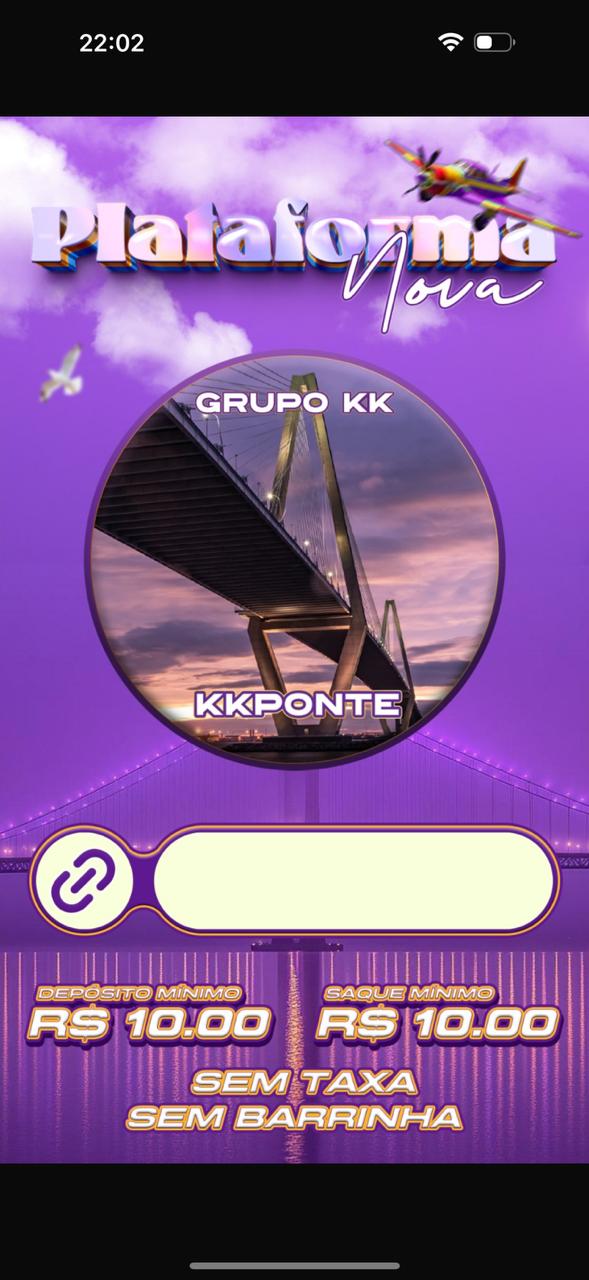 22:02
Plataforma
Nova
GRUPO KK
KKPONTE
DEPÓSITO MÍNIMO
R$ 10.00
SAQUE MÍNIMO
R$ 10.00
SEM TAXA
SEM BARRINHA